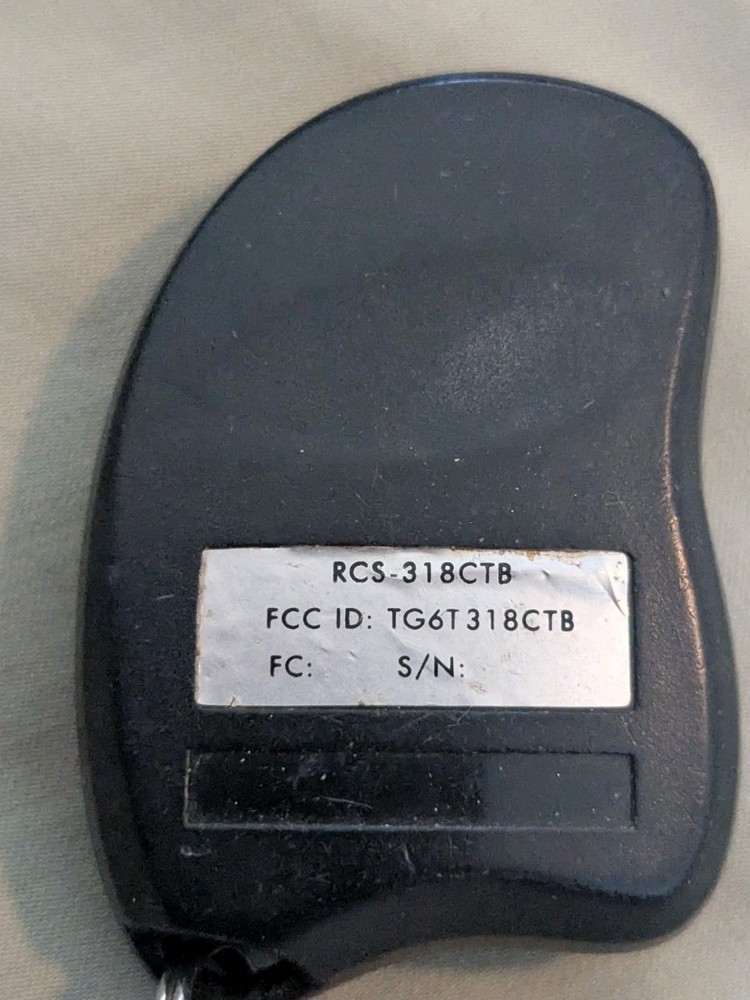 RCS-318CTB
FCC ID: TG6T318CTB
FC: S/N: